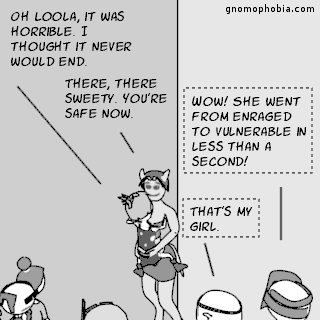 gnomophobia.com
OH LOOLA, IT WAS
HORRIBLE. I
THOUGHT IT NEVER
WOULD END.
THERE, THERE
SWEETY. YOU'RE
SAFE NOW.
WOW! SHE WENT
FROM ENRAGED
TO VULNERABLE IN
LESS THAN A
SECOND!
THAT'S MY
GIRL.